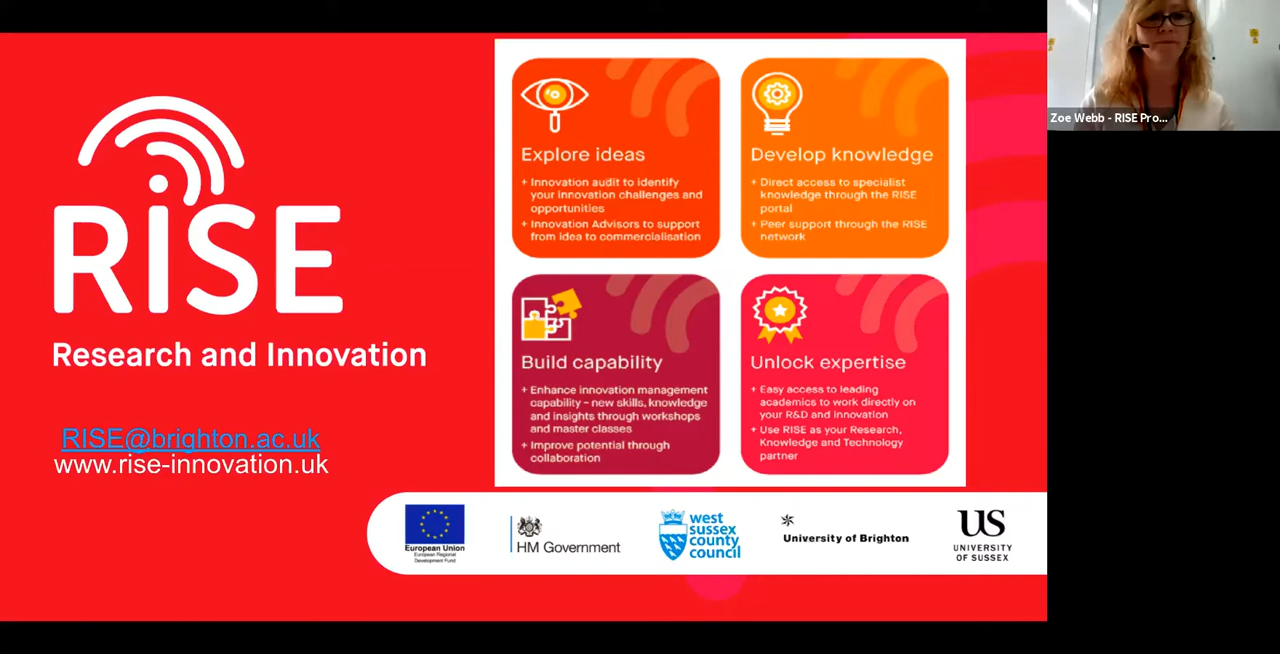 RISE
Research and Innovation
RISE@brighton.ac.uk
www.rise-innovation.uk
Explore ideas
+ Innovation audit to identify
your innovation challenges and
opportunities
+ Innovation Advisors to support
from idea to commercialisation
Develop knowledge
+ Direct access to specialist
knowledge through the RISE
portal
+ Peer support through the RISE
network
Build capability
+ Enhance innovation management
capability – new skills, knowledge
and insights through workshops
and master classes
+ Improve potential through
collaboration
Unlock expertise
+ Easy access to leading
academics to work directly on
your R&D and innovation
+ Use RISE as your Research,
Knowledge and Technology
partner
European Union
European Regional
Development Fund
HM Government
west
sussex
county
council
University of Brighton
US
UNIVERSITY
OF SUSSEX
Zoe Webb - RISE Pro...